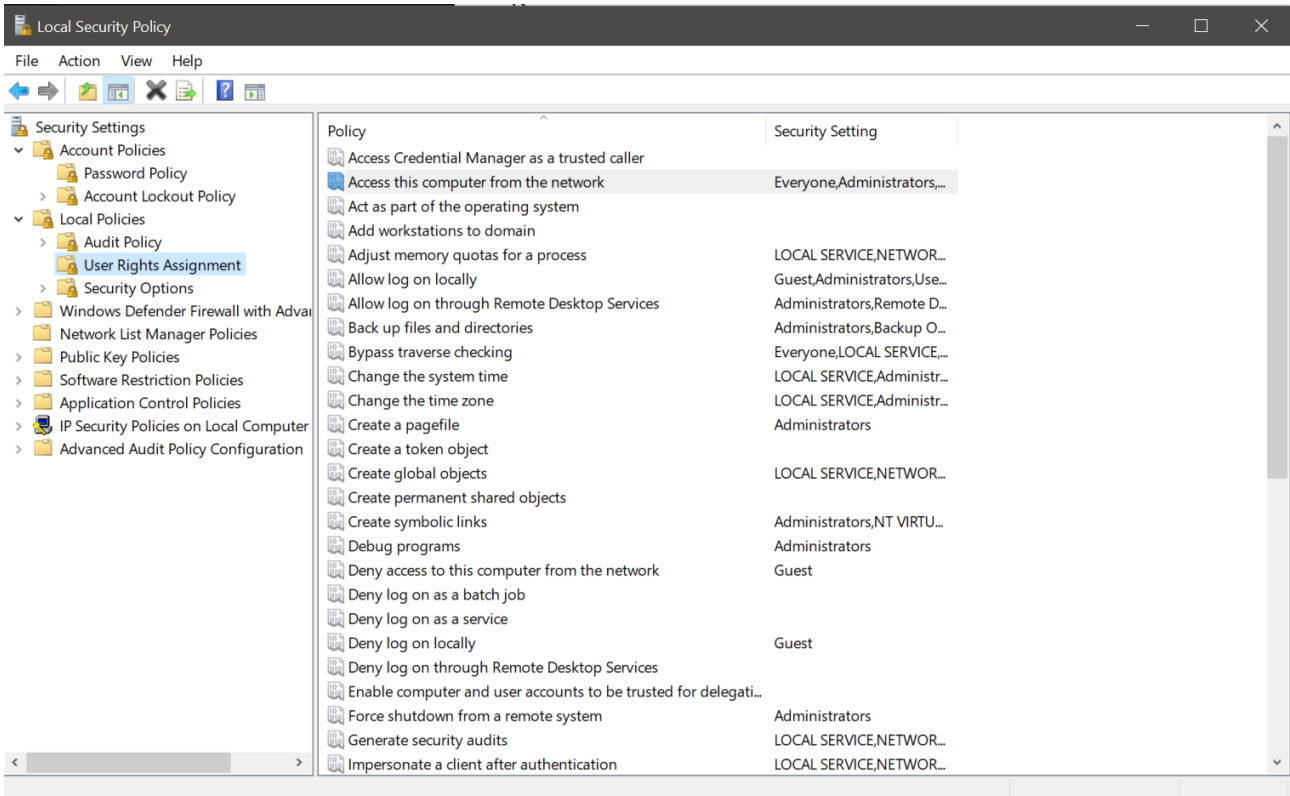 Local Security Policy
File Action View Help
Security Settings
Account Policies
Password Policy
Account Lockout Policy
Local Policies
Audit Policy
User Rights Assignment
Security Options
Windows Defender Firewall with Advar
Network List Manager Policies
Public Key Policies
Software Restriction Policies
Application Control Policies
IP Security Policies on Local Computer
Advanced Audit Policy Configuration
Policy Security Setting
Access Credential Manager as a trusted caller
Access this computer from the network Everyone,Administrators,...
Act as part of the operating system
Add workstations to domain
Adjust memory quotas for a process LOCAL SERVICE,NETWOR...
Allow log on locally Guest,Administrators,Use...
Allow log on through Remote Desktop Services Administrators,Remote D...
Back up files and directories Administrators,Backup O...
Bypass traverse checking Everyone,LOCAL SERVICE,...
Change the system time LOCAL SERVICE,Administr...
Change the time zone LOCAL SERVICE,Administr...
Create a pagefile Administrators
Create a token object
Create global objects LOCAL SERVICE,NETWOR...
Create permanent shared objects
Create symbolic links Administrators,NT VIRTU...
Debug programs Administrators
Deny access to this computer from the network Guest
Deny log on as a batch job
Deny log on as a service
Deny log on locally Guest
Deny log on through Remote Desktop Services
Enable computer and user accounts to be trusted for delegati...
Force shutdown from a remote system Administrators
Generate security audits LOCAL SERVICE,NETWOR...
Impersonate a client after authentication LOCAL SERVICE,NETWOR...